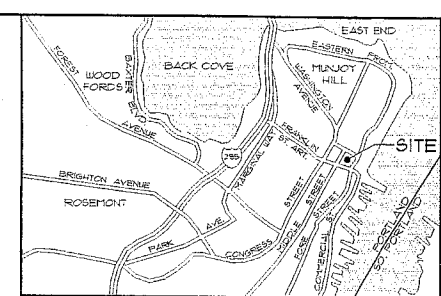 EAST END
EASTERN PROM
MUNJOY
HILL
WASHINGTON
AVENUE
BACK COVE
WOOD
FORDS
FOREST
AVENUE
BAXTER
BLVD
FRANKLIN
ST. ART.
SITE
295
MARGINAL WAY
BRIGHTON AVENUE
ROSEMONT
PARK
AVE
CONGRESS
STREET
MIDDLE
STREET
FORE
STREET
COMMERCIAL
PORTLAND
SO PORTLAND